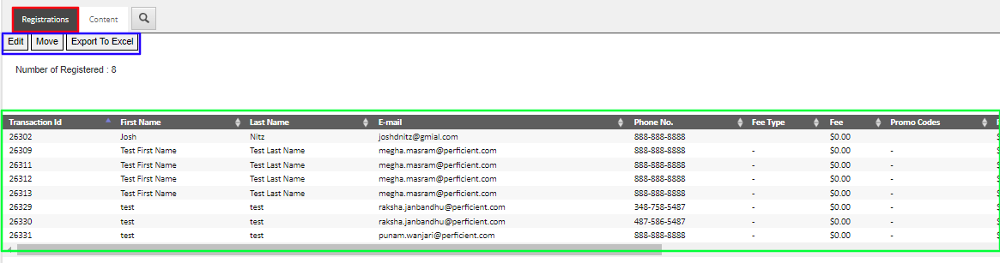 Registrations Content
Edit Move Export To Excel
Number of Registered : 8
Transaction Id First Name Last Name E-mail Phone No. Fee Type Fee Promo Codes
26302 Josh Nitz joshdnitz@gmial.com 888-888-8888 $0.00
26309 Test First Name Test Last Name megha.masram@perficient.com 888-888-8888 - $0.00 -
26311 Test First Name Test Last Name megha.masram@perficient.com 888-888-8888 - $0.00 -
26312 Test First Name Test Last Name megha.masram@perficient.com 888-888-8888 - $0.00 -
26313 Test First Name Test Last Name megha.masram@perficient.com 888-888-8888 - $0.00 -
26329 test test raksha.janbandhu@perficient.com 348-758-5487 - $0.00 -
26330 test test raksha.janbandhu@perficient.com 487-586-5487 - $0.00 -
26331 test test punam.wanjari@perficient.com 888-888-8888 - $0.00 -